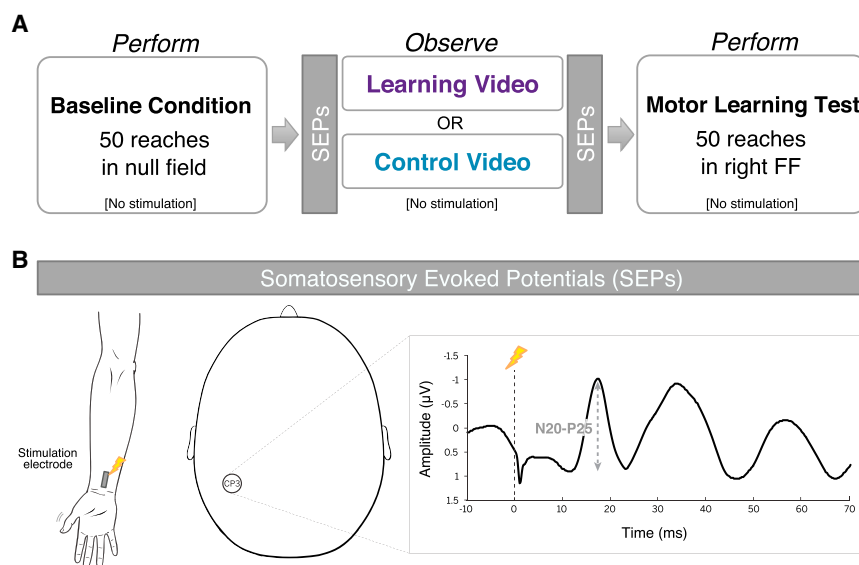 A
Perform
Observe
Perform
Baseline Condition
50 reaches
in null field
[No stimulation]
SEPs
Learning Video
OR
Control Video
[No stimulation]
SEPs
Motor Learning Test
50 reaches
in right FF
[No stimulation]
B
Somatosensory Evoked Potentials (SEPs)
Stimulation
electrode
CP3
Amplitude (µV)
-1.5
-1
-0.5
0
0.5
1
1.5
N20-P25
-10
0
10
20
30
40
50
60
70
Time (ms)